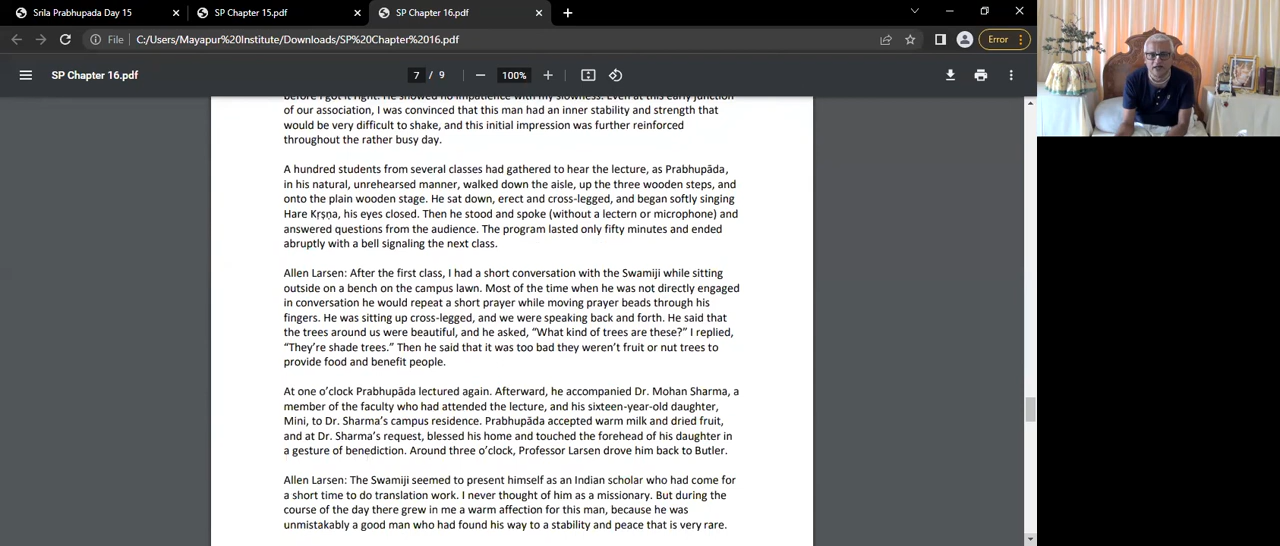 Srila Prabhupada Day 15
SP Chapter 15.pdf
SP Chapter 16.pdf
File
C:/Users/Mayapur%20Institute/Downloads/SP%20Chapter%2016.pdf
Error
SP Chapter 16.pdf
7 / 9
100%
before I got it right. He showed no impatience with my slowness. Even at this early junction
of our association, I was convinced that this man had an inner stability and strength that
would be very difficult to shake, and this initial impression was further reinforced
throughout the rather busy day.
A hundred students from several classes had gathered to hear the lecture, as Prabhupāda,
in his natural, unrehearsed manner, walked down the aisle, up the three wooden steps, and
onto the plain wooden stage. He sat down, erect and cross-legged, and began softly singing
Hare Kṛṣṇa, his eyes closed. Then he stood and spoke (without a lectern or microphone) and
answered questions from the audience. The program lasted only fifty minutes and ended
abruptly with a bell signaling the next class.
Allen Larsen: After the first class, I had a short conversation with the Swamiji while sitting
outside on a bench on the campus lawn. Most of the time when he was not directly engaged
in conversation he would repeat a short prayer while moving prayer beads through his
fingers. He was sitting up cross-legged, and we were speaking back and forth. He said that
the trees around us were beautiful, and he asked, “What kind of trees are these?” I replied,
“They’re shade trees.” Then he said that it was too bad they weren’t fruit or nut trees to
provide food and benefit people.
At one o’clock Prabhupāda lectured again. Afterward, he accompanied Dr. Mohan Sharma, a
member of the faculty who had attended the lecture, and his sixteen-year-old daughter,
Mini, to Dr. Sharma’s campus residence. Prabhupāda accepted warm milk and dried fruit,
and at Dr. Sharma’s request, blessed his home and touched the forehead of his daughter in
a gesture of benediction. Around three o’clock, Professor Larsen drove him back to Butler.
Allen Larsen: The Swamiji seemed to present himself as an Indian scholar who had come for
a short time to do translation work. I never thought of him as a missionary. But during the
course of the day there grew in me a warm affection for this man, because he was
unmistakably a good man who had found his way to a stability and peace that is very rare.